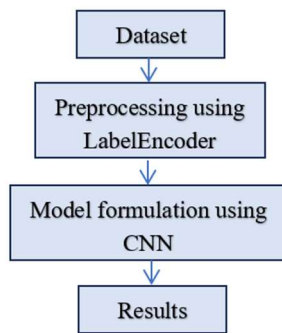 Dataset
Preprocessing using
LabelEncoder
Model formulation using
CNN
Results